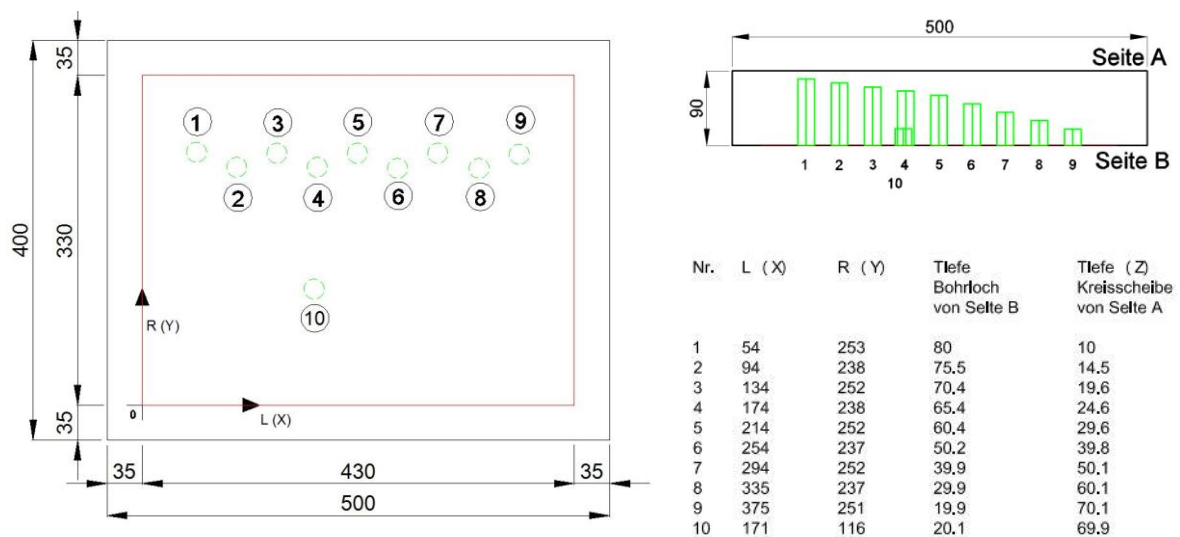 35
330
400
35
1
3
5
7
9
2
4
6
8
10
R (Y)
0
L (X)
35
430
35
500
500
Seite A
90
Seite B
1 2 3 4 5 6 7 8 9
10
Nr. L (X) R (Y) Tiefe Tiefe (Z)
Bohrloch Kreisscheibe
von Seite B von Seite A
1 54 253 80 10
2 94 238 75.5 14.5
3 134 252 70.4 19.6
4 174 238 65.4 24.6
5 214 252 60.4 29.6
6 254 237 50.2 39.8
7 294 252 39.9 50.1
8 335 237 29.9 60.1
9 375 251 19.9 70.1
10 171 116 20.1 69.9